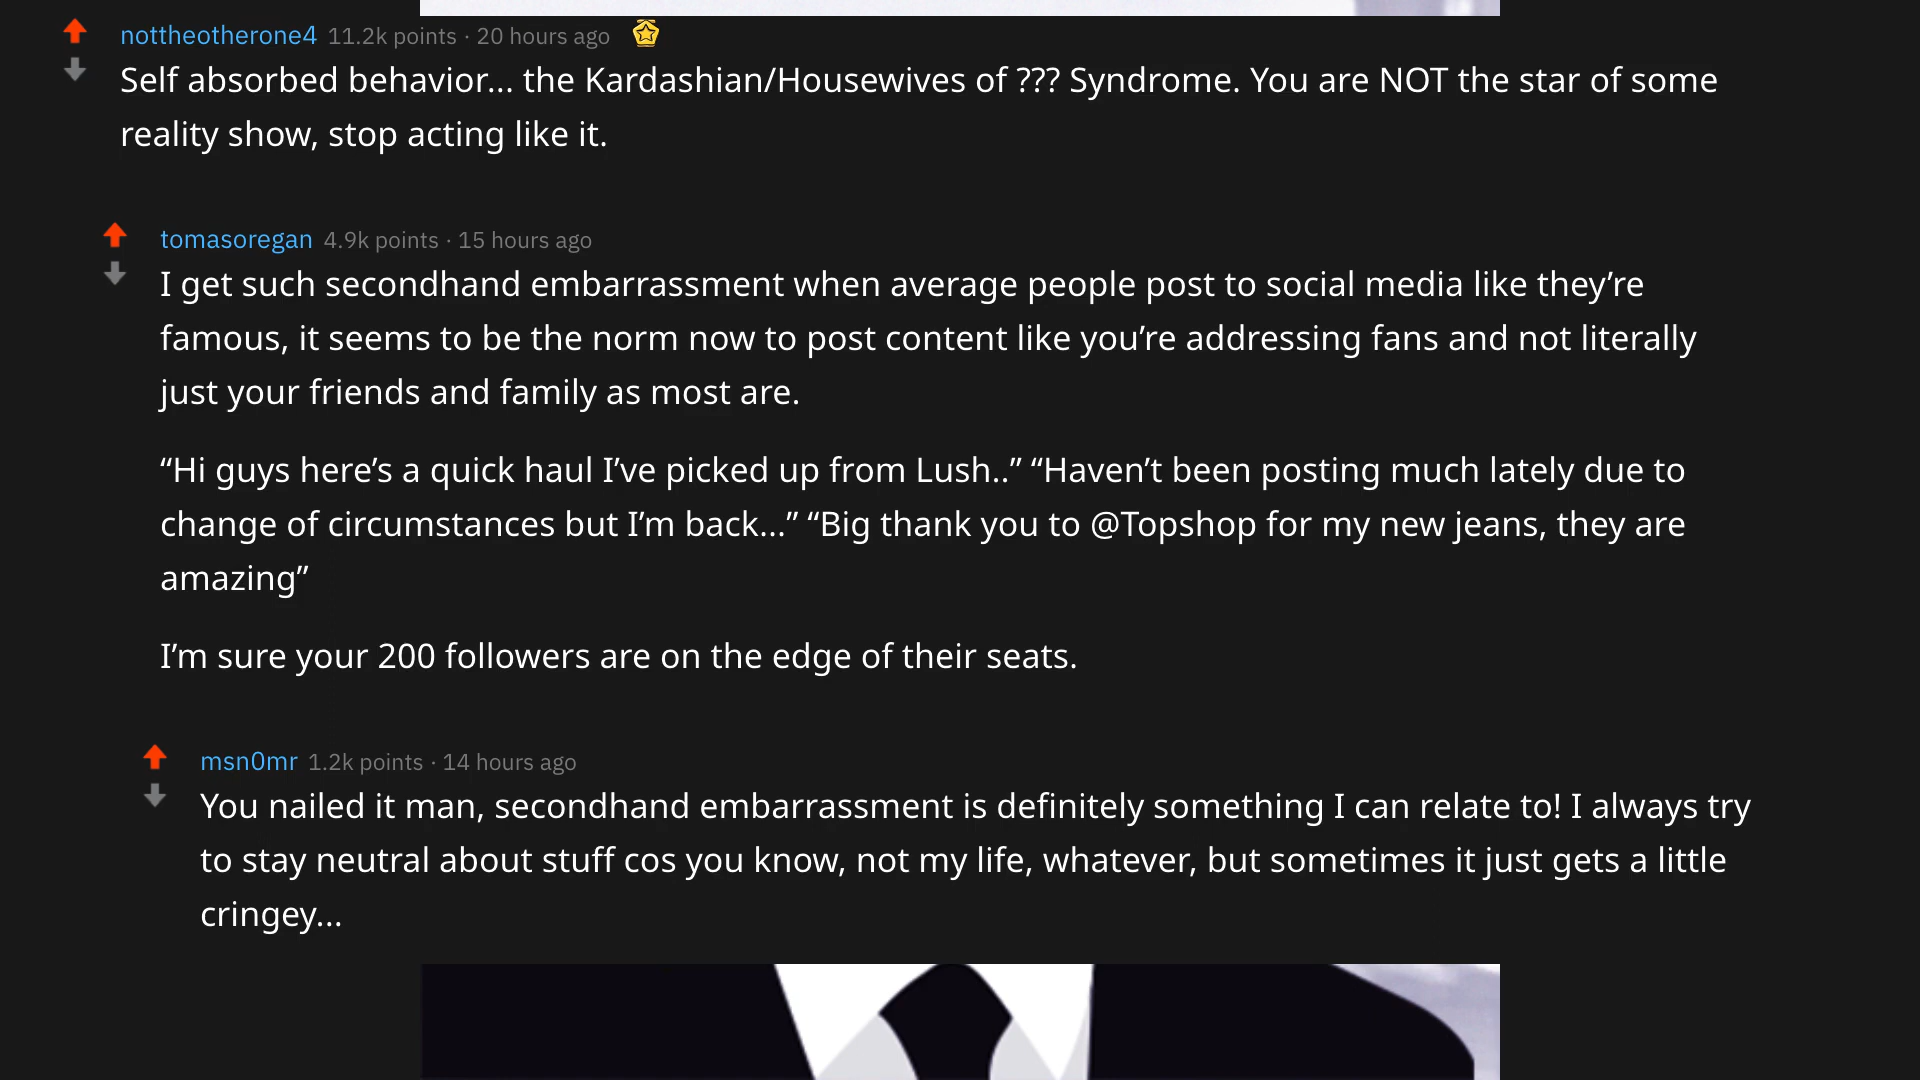 nottheotherone4 11.2k points · 20 hours ago
Self absorbed behavior... the Kardashian/Housewives of ??? Syndrome. You are NOT the star of some
reality show, stop acting like it.
tomasoregan 4.9k points · 15 hours ago
I get such secondhand embarrassment when average people post to social media like they’re
famous, it seems to be the norm now to post content like you’re addressing fans and not literally
just your friends and family as most are.
“Hi guys here’s a quick haul I’ve picked up from Lush..” “Haven’t been posting much lately due to
change of circumstances but I’m back...” “Big thank you to @Topshop for my new jeans, they are
amazing”
I’m sure your 200 followers are on the edge of their seats.
msn0mr 1.2k points · 14 hours ago
You nailed it man, secondhand embarrassment is definitely something I can relate to! I always try
to stay neutral about stuff cos you know, not my life, whatever, but sometimes it just gets a little
cringey...